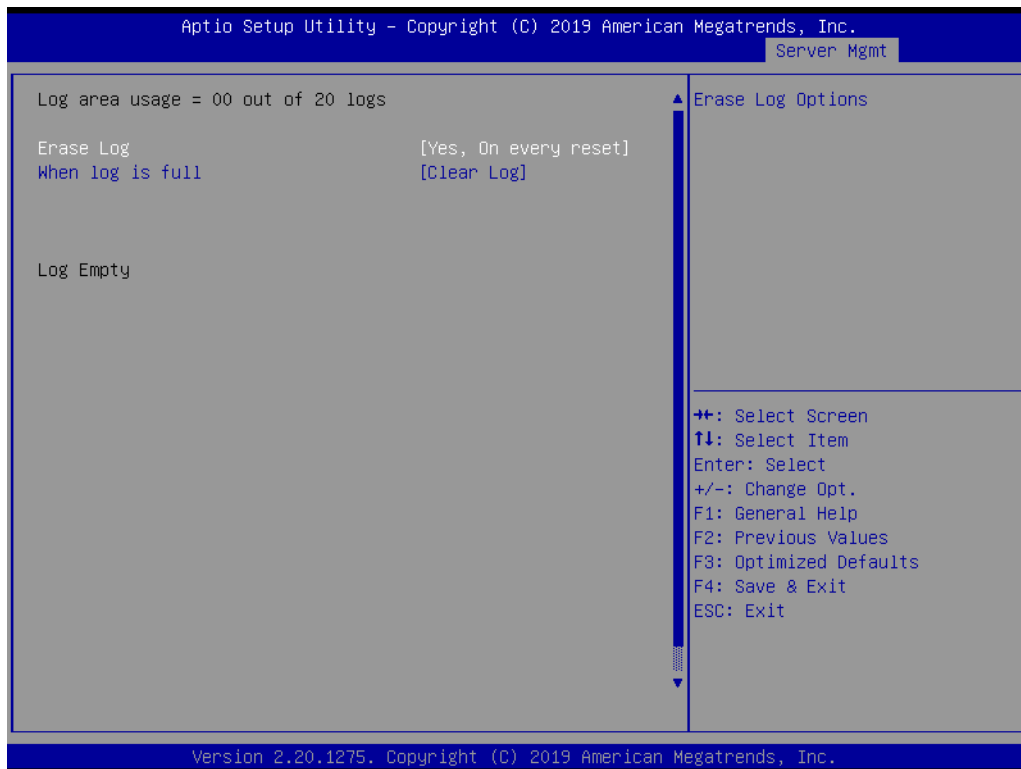 Aptio Setup Utility – Copyright (C) 2019 American Megatrends, Inc.
Server Mgmt
Log area usage = 00 out of 20 logs
Erase Log [Yes, On every reset]
When log is full [Clear Log]
Log Empty
Erase Log Options
→←: Select Screen
↑↓: Select Item
Enter: Select
+/-: Change Opt.
F1: General Help
F2: Previous Values
F3: Optimized Defaults
F4: Save & Exit
ESC: Exit
Version 2.20.1275. Copyright (C) 2019 American Megatrends, Inc.